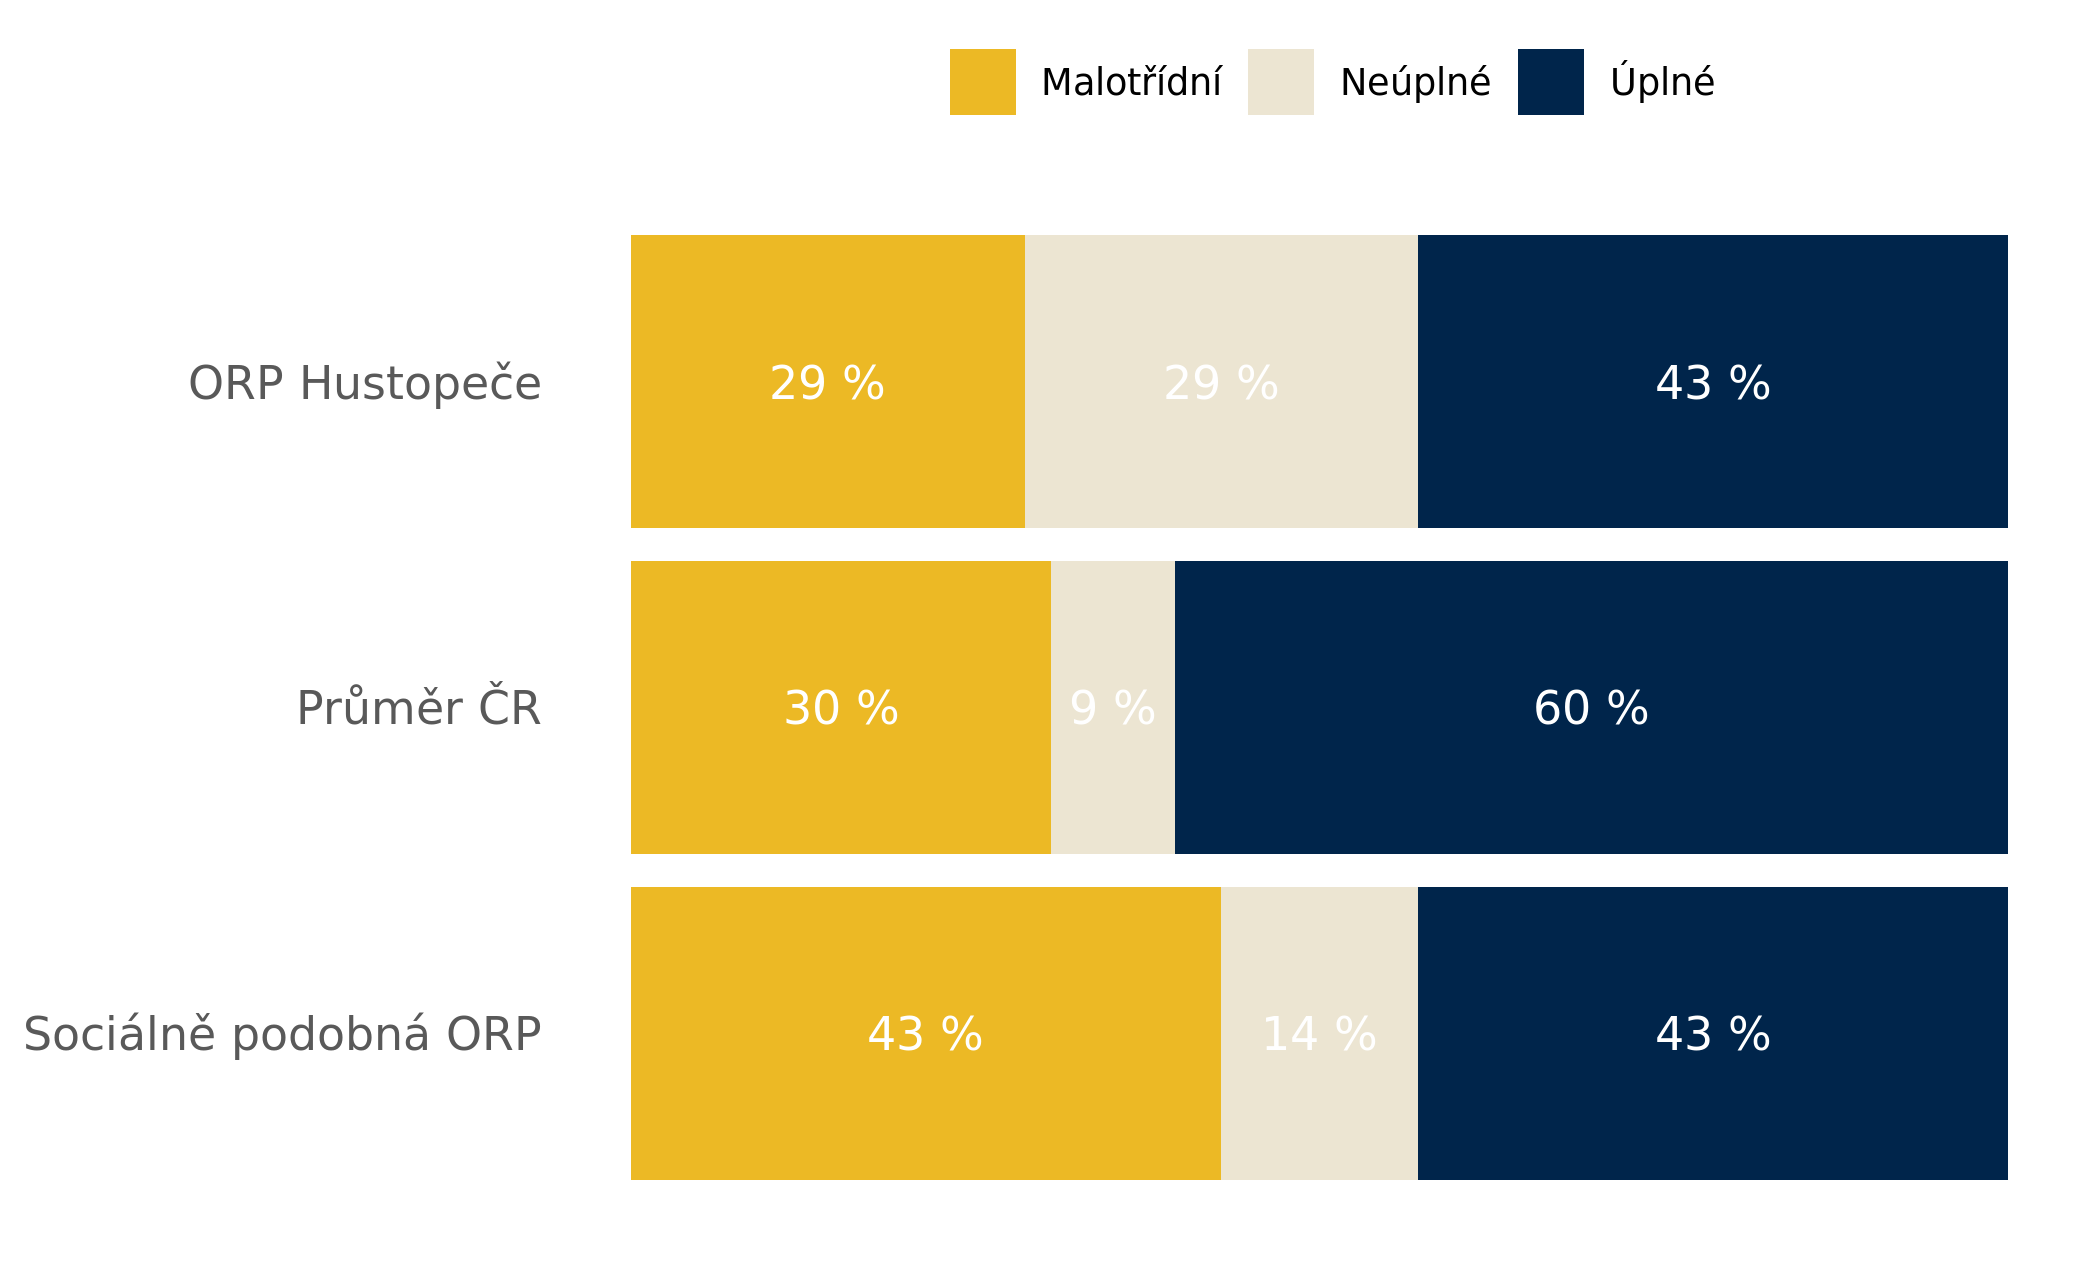 Malotřídní Neúplné Úplné
ORP Hustopeče 29 % 29 % 43 %
Průměr ČR 30 % 9 % 60 %
Sociálně podobná ORP 43 % 14 % 43 %